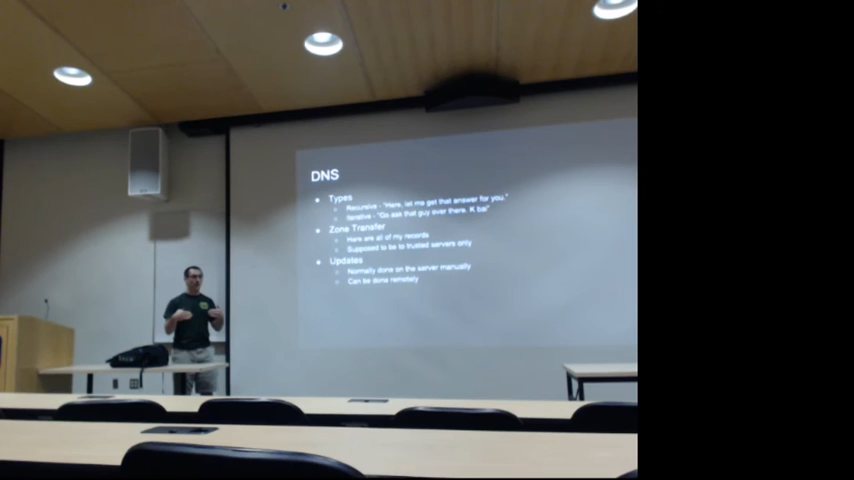 DNS
● Types
○ Recursive - "Here, let me get that answer for you."
○ Iterative - "Go ask that guy over there. K bai"
● Zone Transfer
○ Here are all of my records
○ Supposed to be to trusted servers only
● Updates
○ Normally done on the server manually
○ Can be done remotely